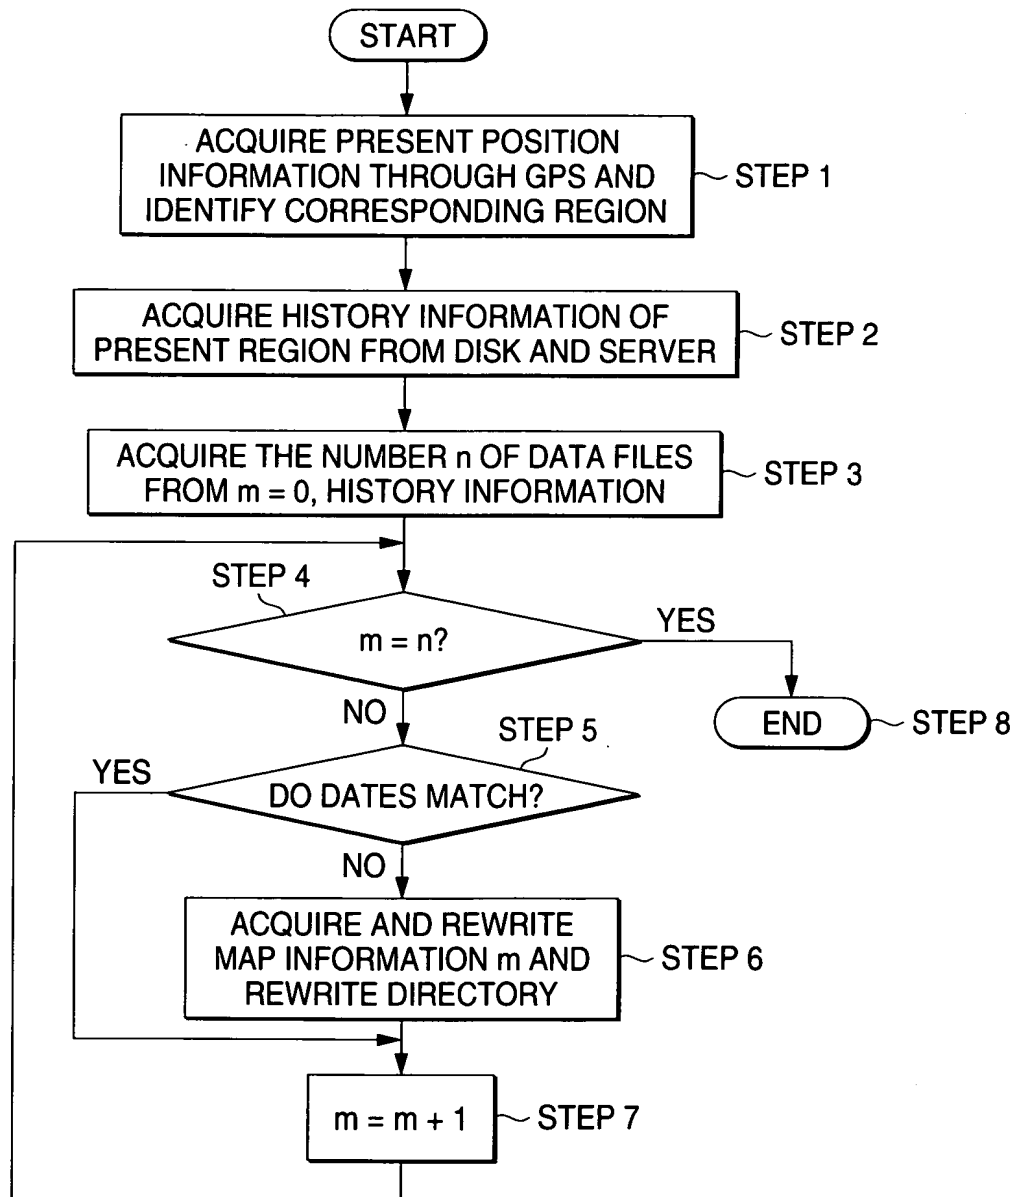 START
ACQUIRE PRESENT POSITION
INFORMATION THROUGH GPS AND
IDENTIFY CORRESPONDING REGION
STEP 1
ACQUIRE HISTORY INFORMATION OF
PRESENT REGION FROM DISK AND SERVER
STEP 2
ACQUIRE THE NUMBER n OF DATA FILES
FROM m = 0, HISTORY INFORMATION
STEP 3
STEP 4
m = n?
YES
NO
END
STEP 8
STEP 5
YES
DO DATES MATCH?
NO
ACQUIRE AND REWRITE
MAP INFORMATION m AND
REWRITE DIRECTORY
STEP 6
m = m + 1
STEP 7